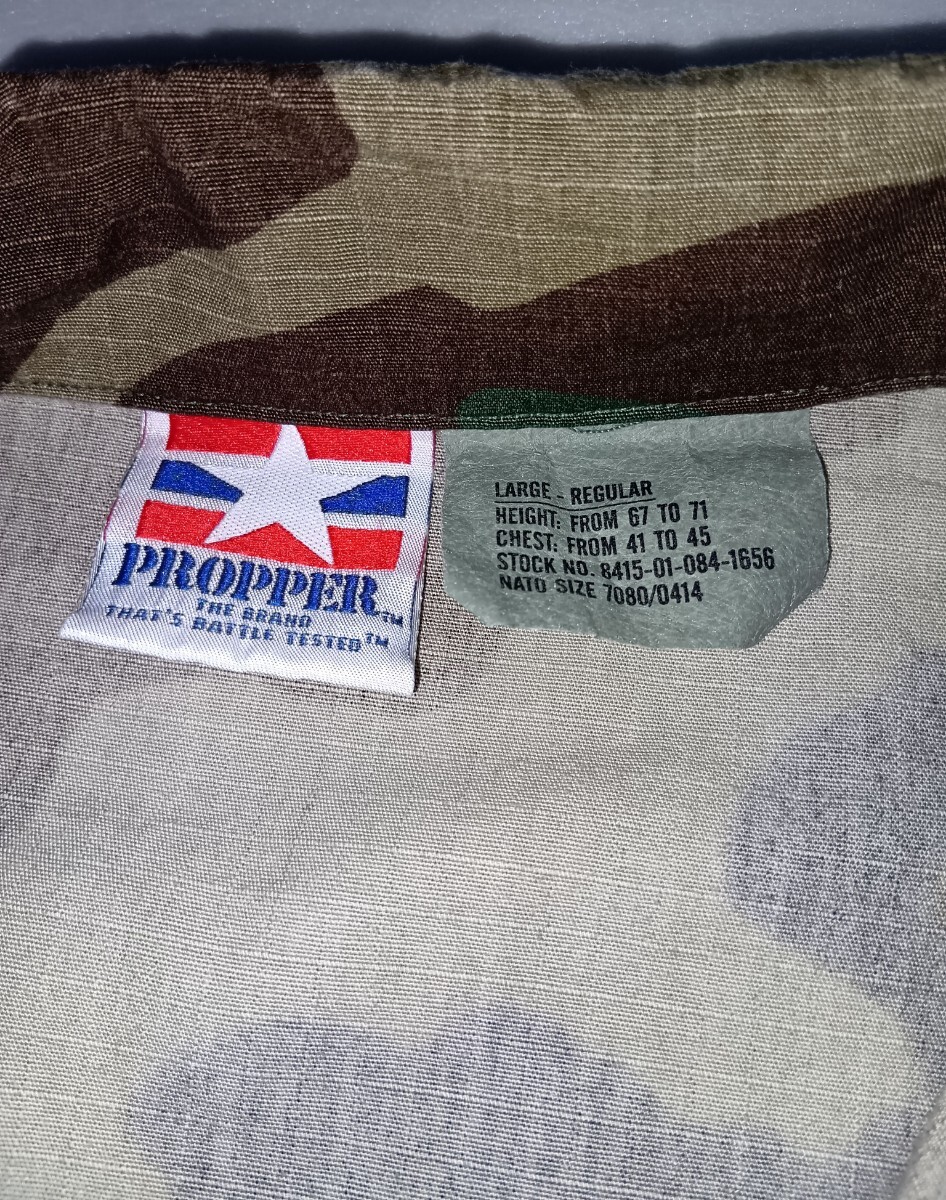 PROPPER™
THE BRAND
THAT'S BATTLE TESTED™
LARGE - REGULAR
HEIGHT: FROM 67 TO 71
CHEST: FROM 41 TO 45
STOCK NO. 8415-01-084-1656
NATO SIZE 7080/0414